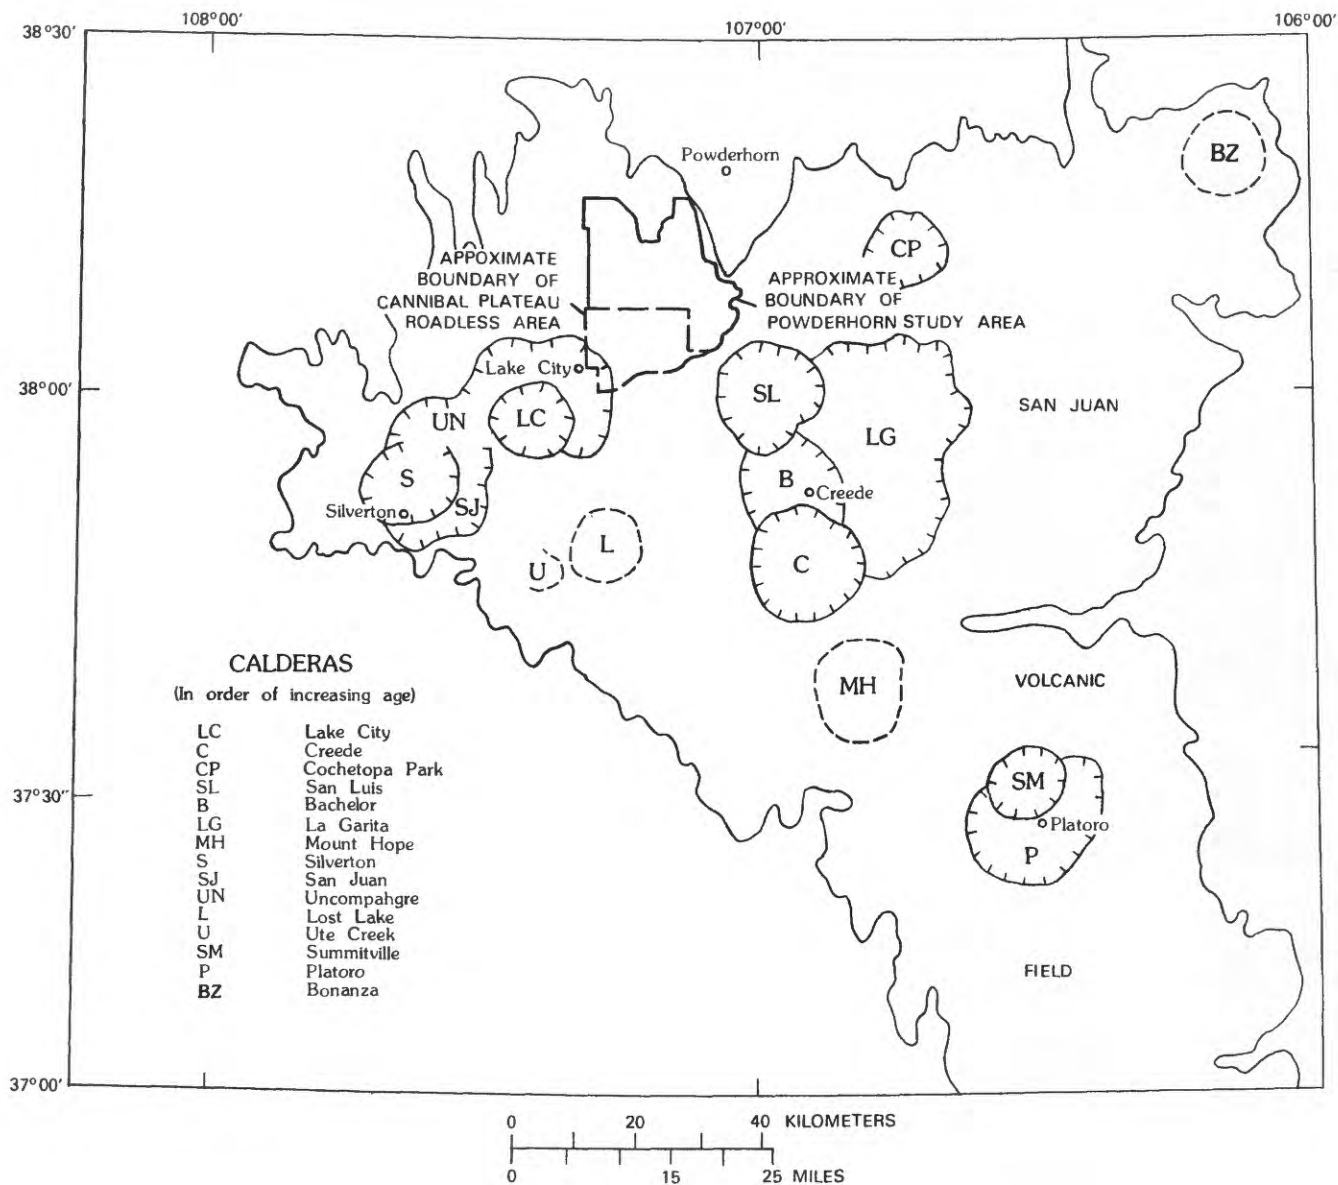 108°00'
107°00'
106°00'
38°30'
Powderhorn
BZ
CP
APPOXIMATE
BOUNDARY OF
CANNIBAL PLATEAU
ROADLESS AREA
APPROXIMATE
BOUNDARY OF
POWDERHORN STUDY AREA
Lake City
38°00'
SL
SAN JUAN
UN
LC
LG
S
B
Creede
Silverton
SJ
L
U
C
MH
VOLCANIC
CALDERAS
(In order of increasing age)
LC Lake City
C Creede
CP Cochetopa Park
SL San Luis
B Bachelor
LG La Garita
MH Mount Hope
S Silverton
SJ San Juan
UN Uncompahgre
L Lost Lake
U Ute Creek
SM Summitville
P Platoro
BZ Bonanza
37°30''
SM
Platoro
P
FIELD
37°00'
0 20 40 KILOMETERS
0 15 25 MILES